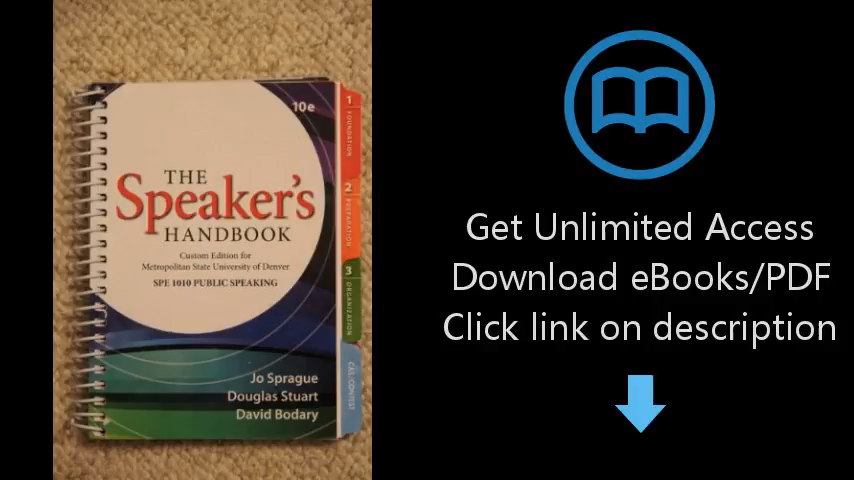 10e
THE
Speaker's
HANDBOOK
Custom Edition for
Metropolitan State University of Denver
SPE 1010 PUBLIC SPEAKING
Jo Sprague
Douglas Stuart
David Bodary
1
FOUNDATION
2
PREPARATION
3
ORGANIZATION
Get Unlimited Access
Download eBooks/PDF
Click link on description